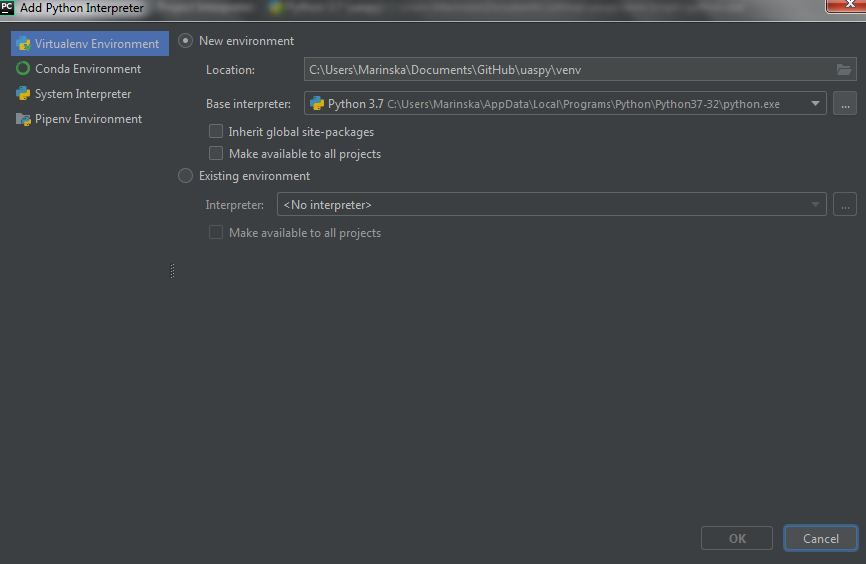 PC Add Python Interpreter
Virtualenv Environment
Conda Environment
System Interpreter
Pipenv Environment
New environment
Location: C:\Users\Marinska\Documents\GitHub\uaspy\venv
Base interpreter: Python 3.7 C:\Users\Marinska\AppData\Local\Programs\Python\Python37-32\python.exe ...
Inherit global site-packages
Make available to all projects
Existing environment
Interpreter: <No interpreter> ...
Make available to all projects
OK Cancel